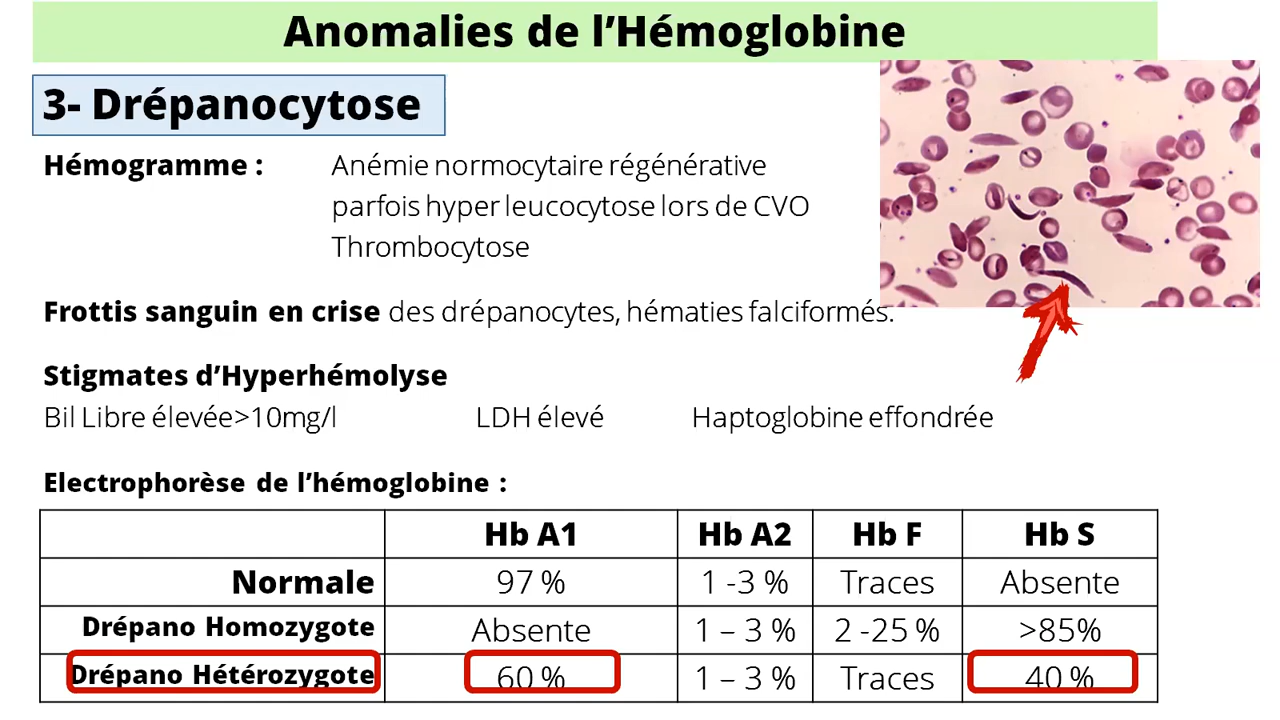 Anomalies de l’Hémoglobine
3- Drépanocytose
Hémogramme : Anémie normocytaire régénérative
parfois hyper leucocytose lors de CVO
Thrombocytose
Frottis sanguin en crise des drépanocytes, hématies falciformés.
Stigmates d’Hyperhémolyse
Bil Libre élevée>10mg/l LDH élevé Haptoglobine effondrée
Electrophorèse de l’hémoglobine :
Hb A1 Hb A2 Hb F Hb S
Normale 97 % 1 -3 % Traces Absente
Drépano Homozygote Absente 1 – 3 % 2 -25 % >85%
Drépano Hétérozygote 60 % 1 – 3 % Traces 40 %